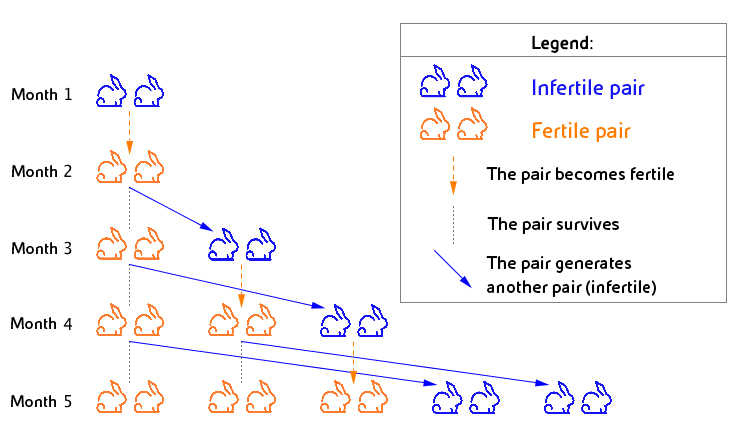 Legend:
Month 1
Infertile pair
Fertile pair
Month 2
The pair becomes fertile
The pair survives
Month 3
The pair generates
another pair (infertile)
Month 4
Month 5